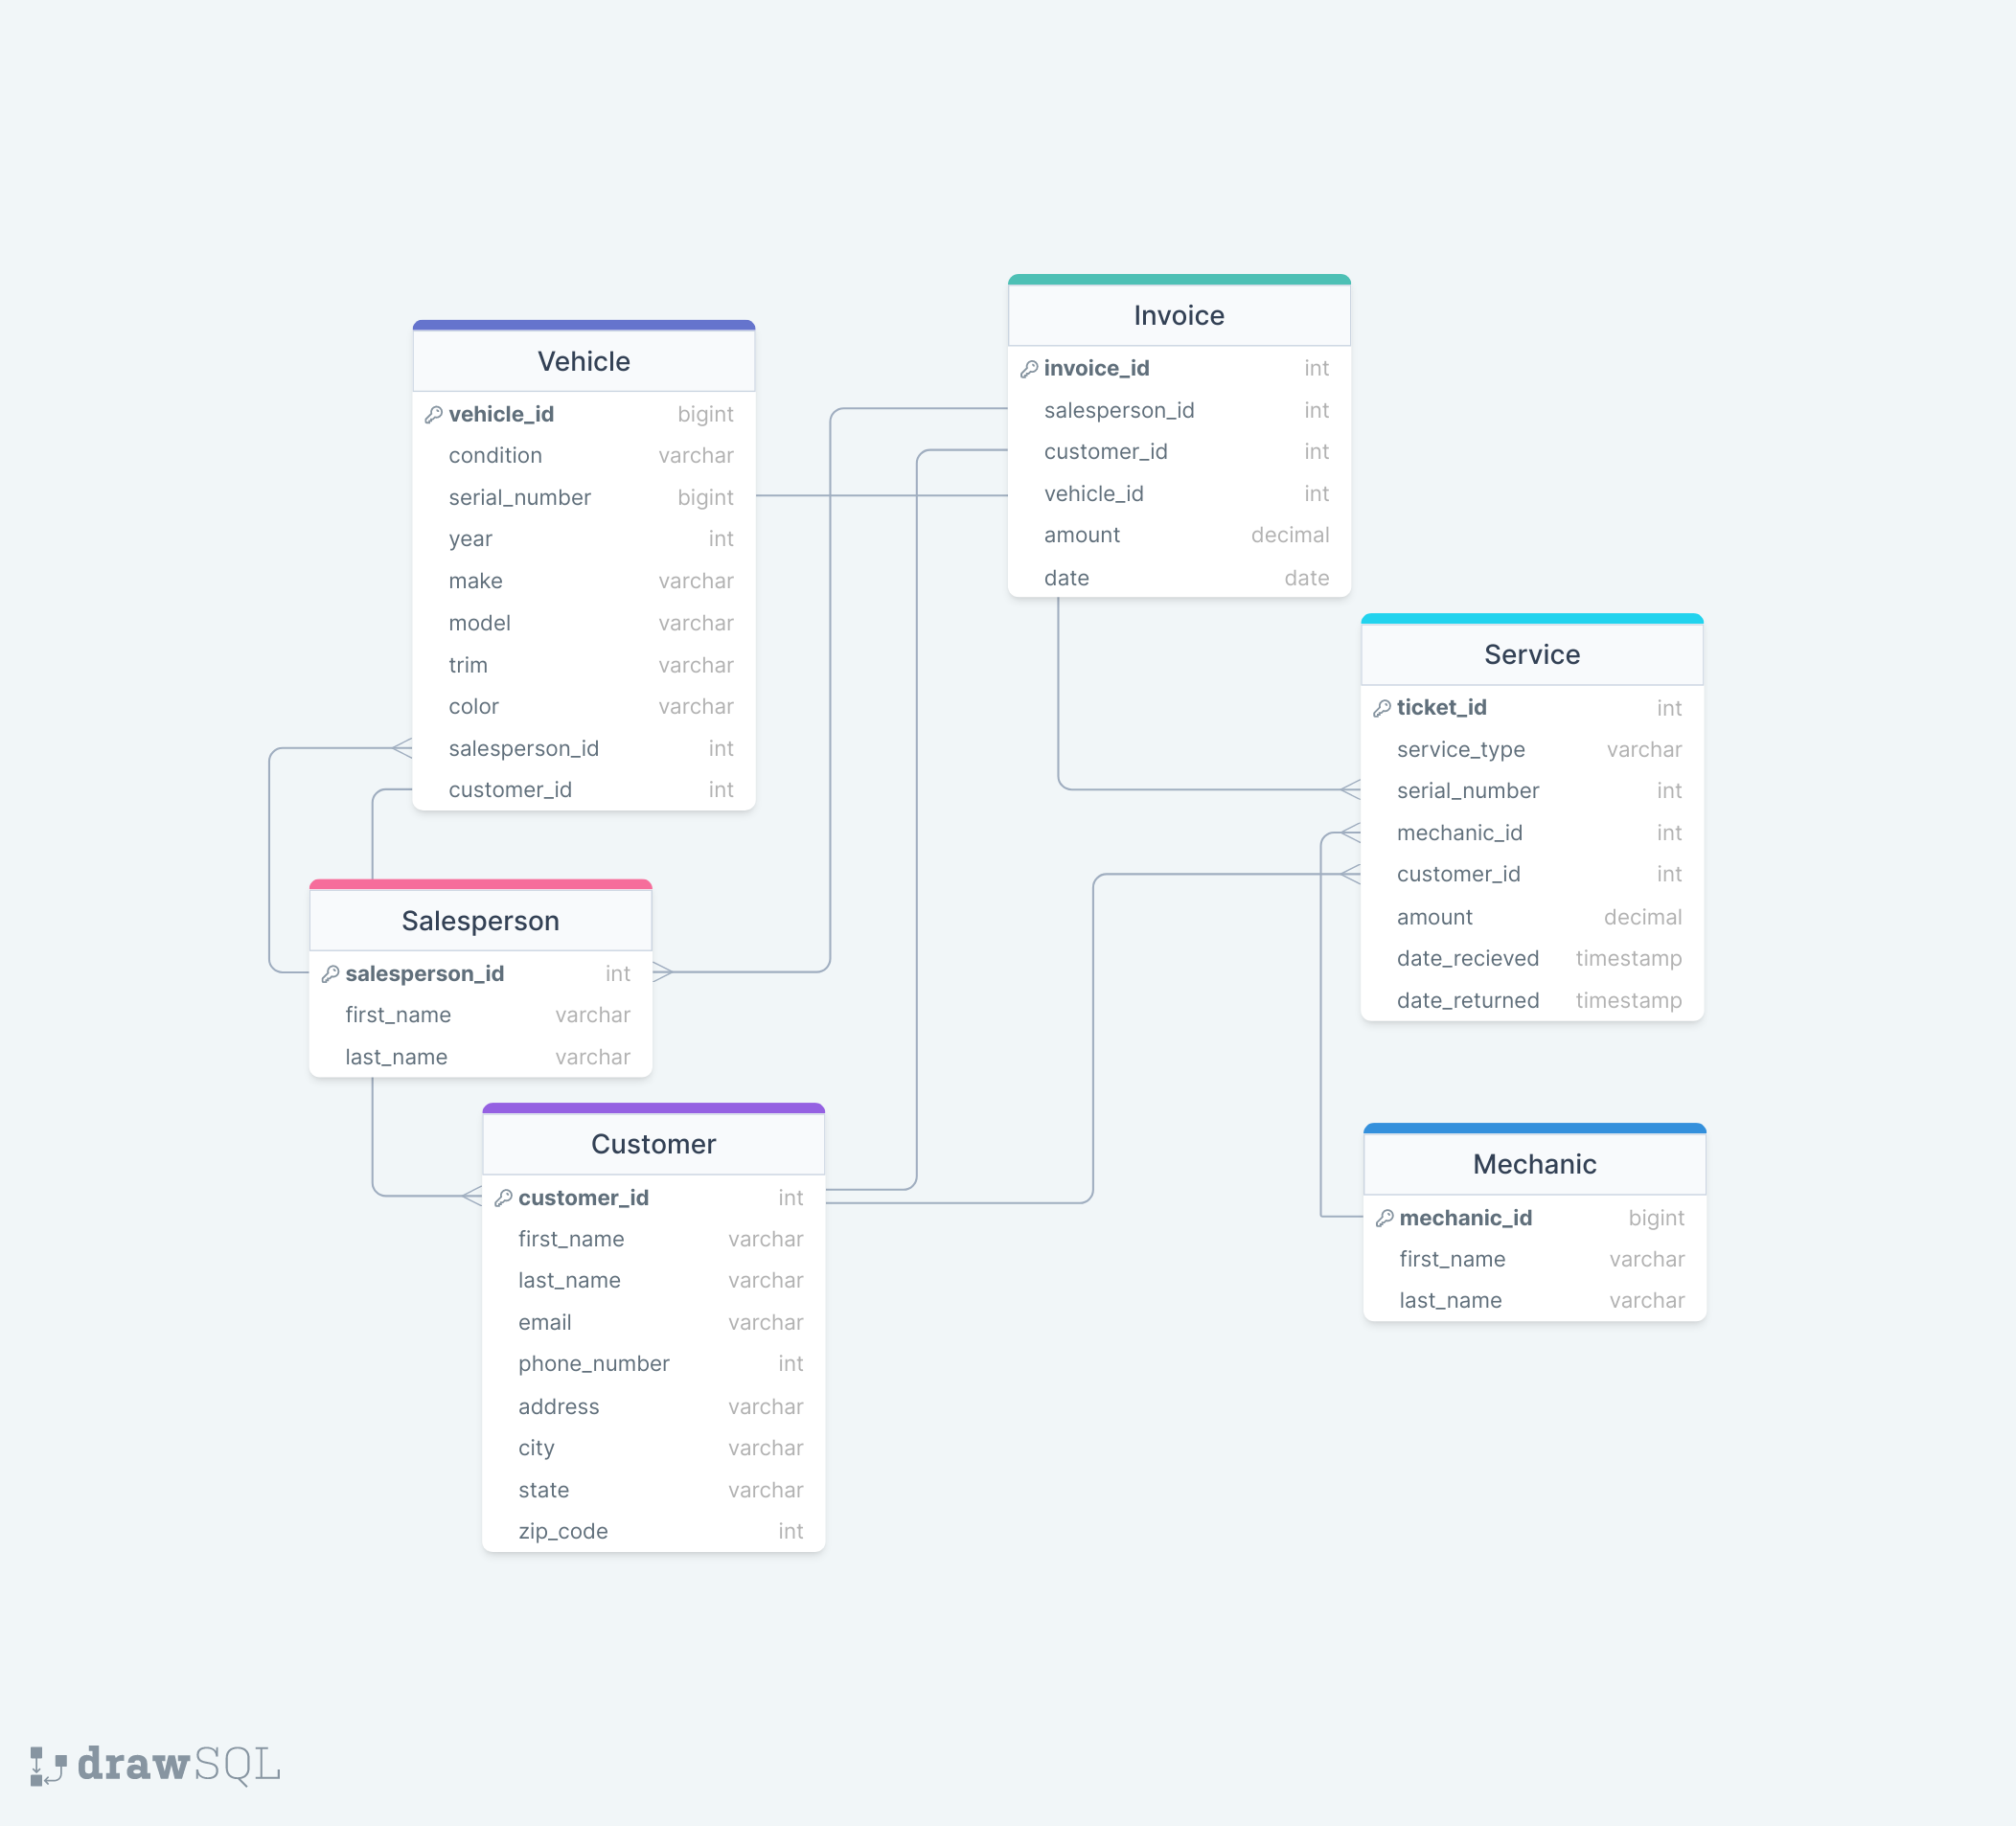 Vehicle
vehicle_id bigint
condition varchar
serial_number bigint
year int
make varchar
model varchar
trim varchar
color varchar
salesperson_id int
customer_id int
Invoice
invoice_id int
salesperson_id int
customer_id int
vehicle_id int
amount decimal
date date
Service
ticket_id int
service_type varchar
serial_number int
mechanic_id int
customer_id int
amount decimal
date_recieved timestamp
date_returned timestamp
Salesperson
salesperson_id int
first_name varchar
last_name varchar
Customer
customer_id int
first_name varchar
last_name varchar
email varchar
phone_number int
address varchar
city varchar
state varchar
zip_code int
Mechanic
mechanic_id bigint
first_name varchar
last_name varchar
drawSQL